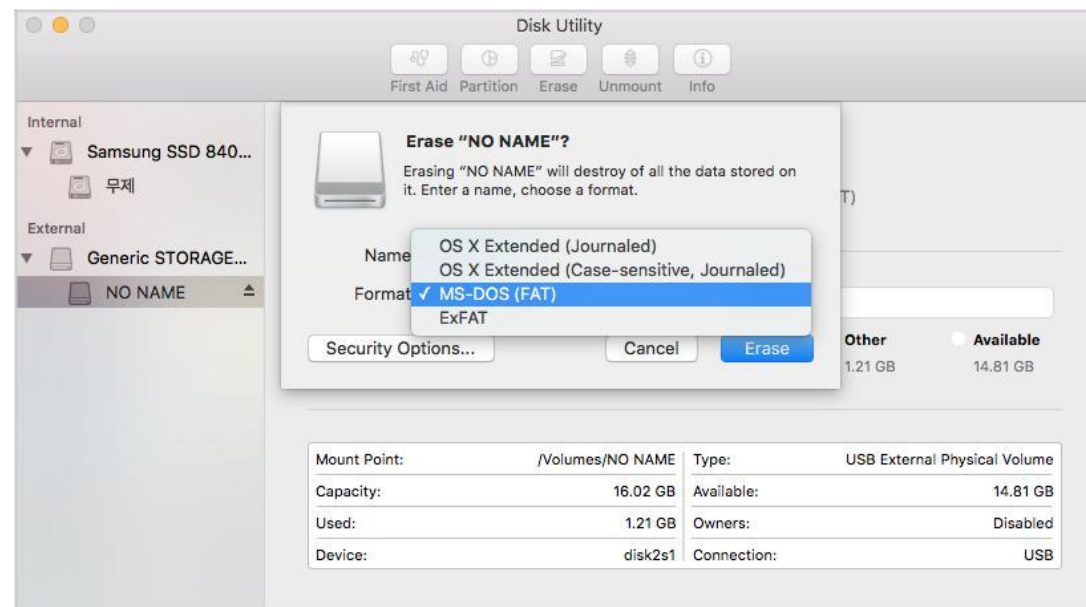 Disk Utility
First Aid Partition Erase Unmount Info
Internal
Samsung SSD 840...
무제
External
Generic STORAGE...
NO NAME
Erase “NO NAME”?
Erasing “NO NAME” will destroy of all the data stored on
it. Enter a name, choose a format.
T)
Name
OS X Extended (Journaled)
OS X Extended (Case-sensitive, Journaled)
Format ✓ MS-DOS (FAT)
ExFAT
Security Options... Cancel Erase
Other Available
1.21 GB 14.81 GB
Mount Point: /Volumes/NO NAME Type: USB External Physical Volume
Capacity: 16.02 GB Available: 14.81 GB
Used: 1.21 GB Owners: Disabled
Device: disk2s1 Connection: USB